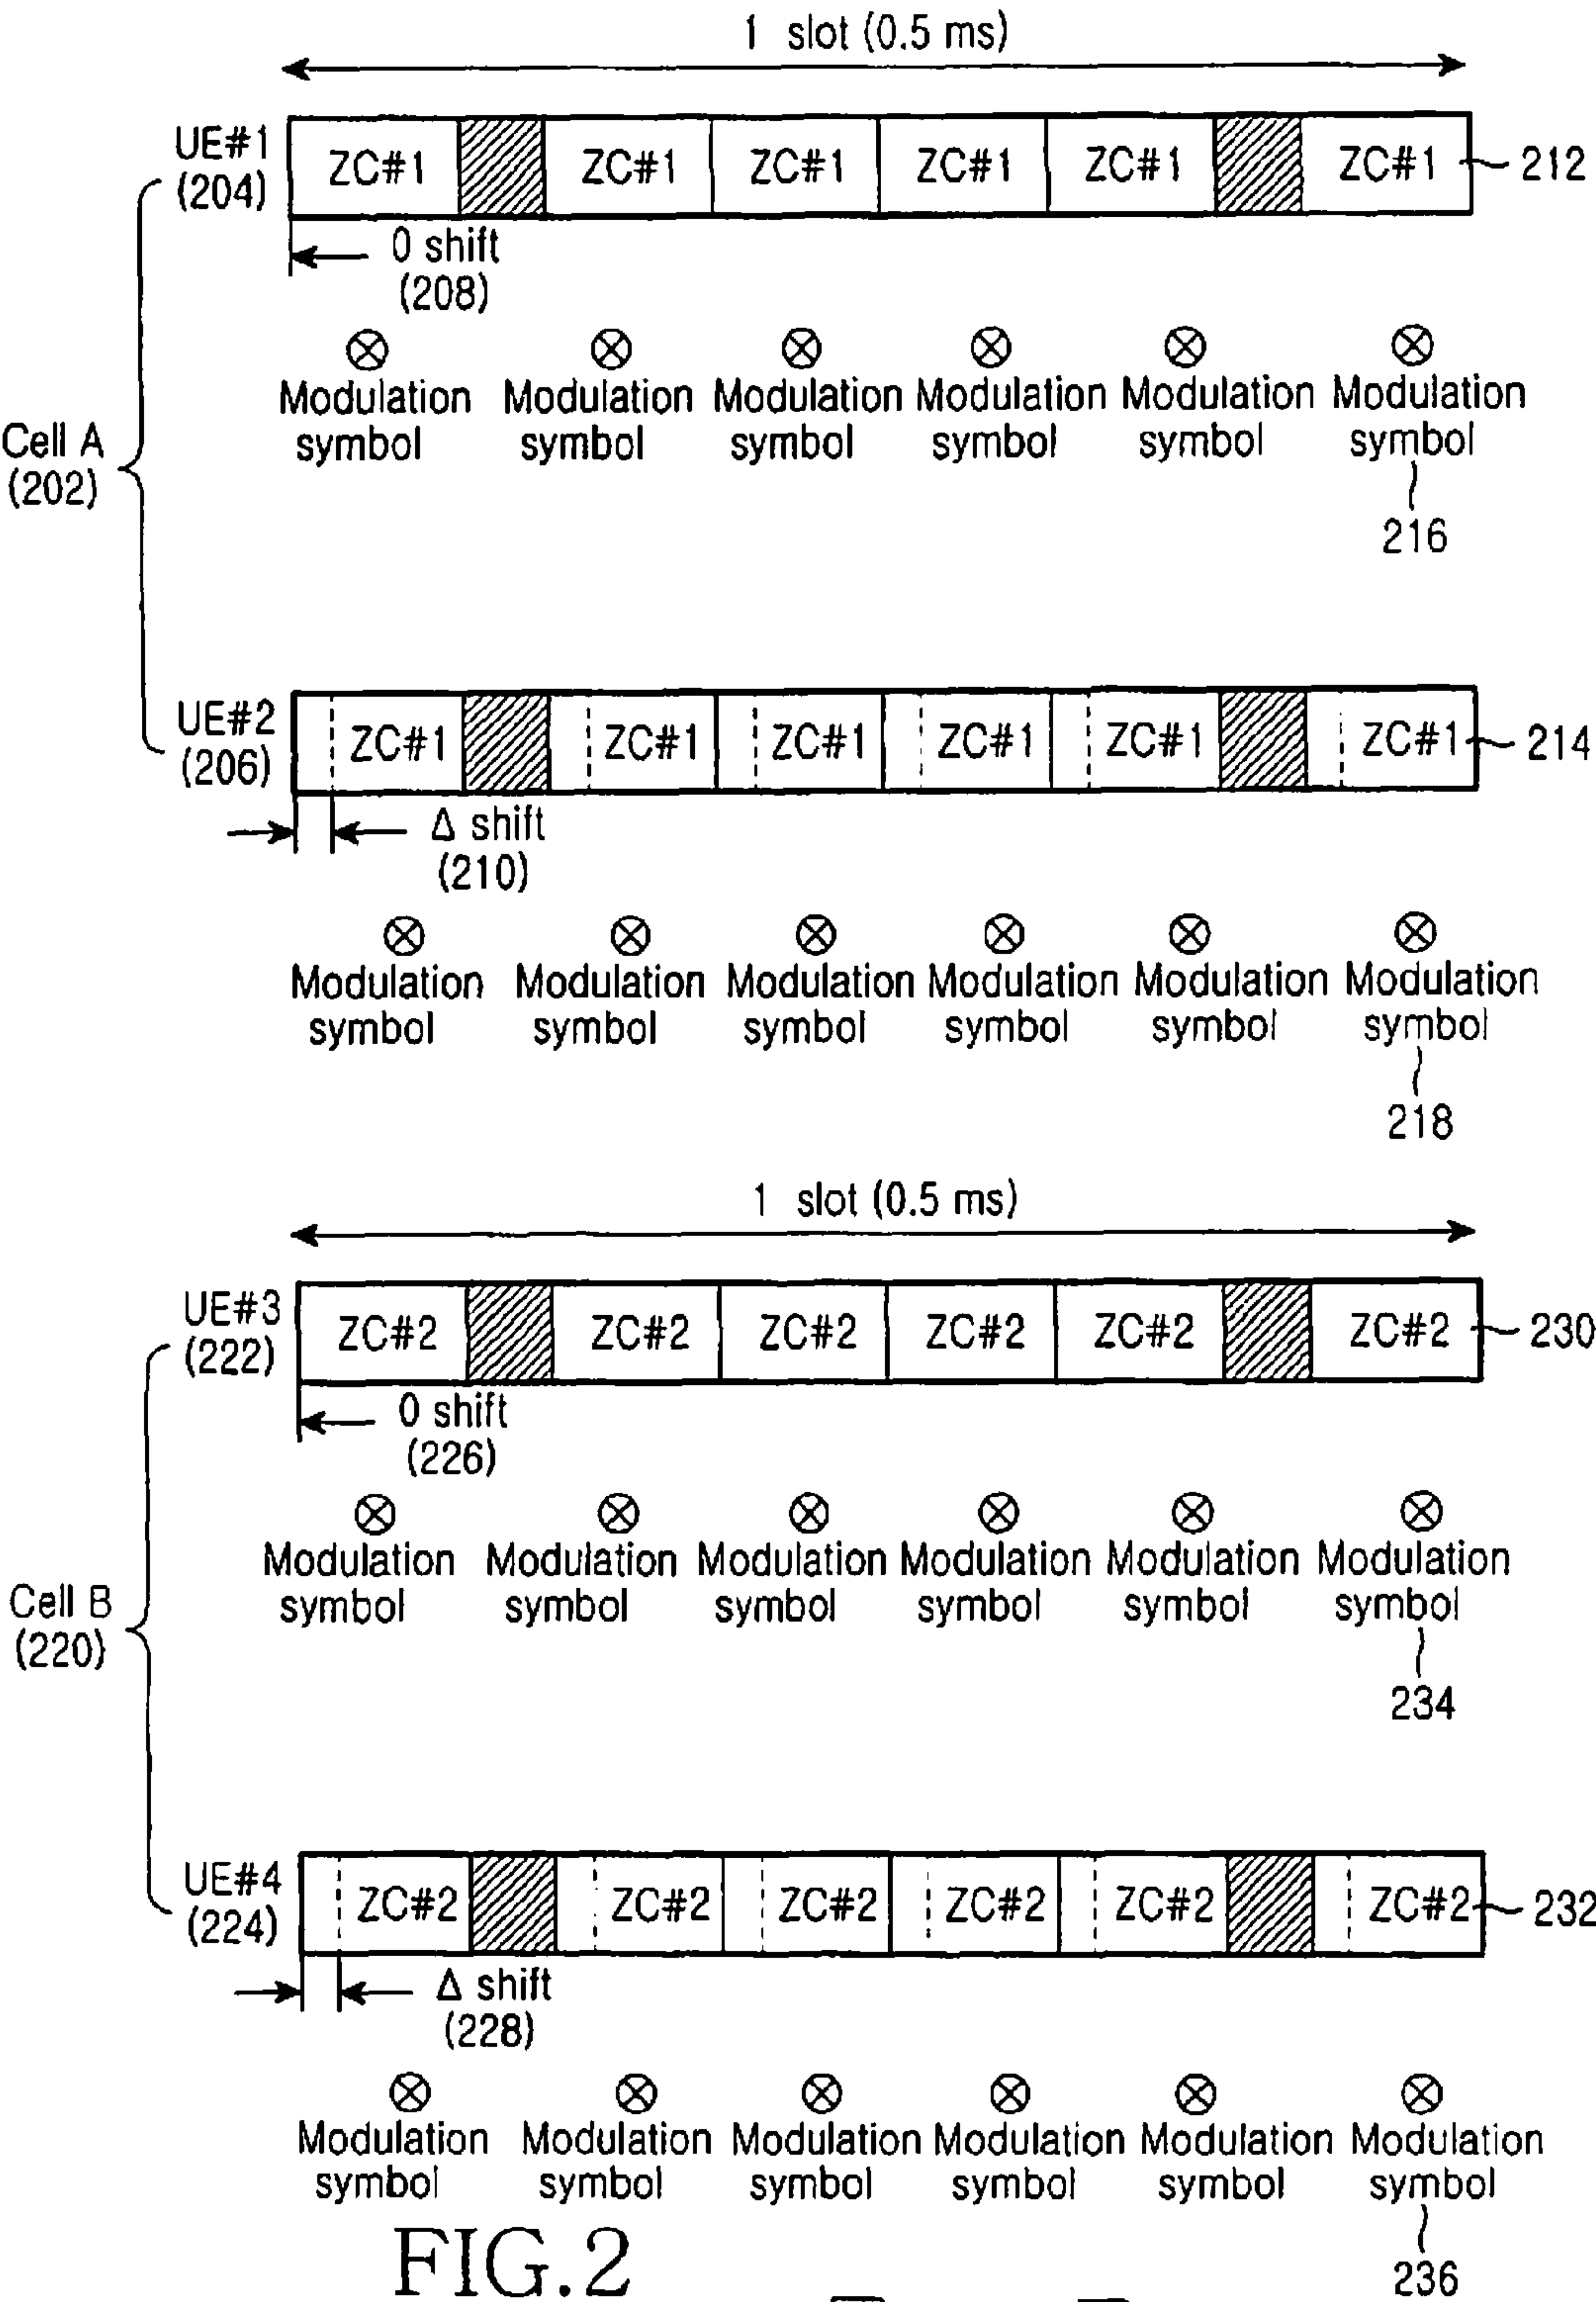 1 slot (0.5 ms)
UE#1
(204)
ZC#1 ZC#1 ZC#1 ZC#1 ZC#1 ZC#1 212
0 shift
(208)
Modulation symbol Modulation symbol Modulation symbol Modulation symbol Modulation symbol Modulation symbol
216
Cell A
(202)
UE#2
(206)
ZC#1 ZC#1 ZC#1 ZC#1 ZC#1 ZC#1 214
Δ shift
(210)
Modulation symbol Modulation symbol Modulation symbol Modulation symbol Modulation symbol Modulation symbol
218
1 slot (0.5 ms)
UE#3
(222)
ZC#2 ZC#2 ZC#2 ZC#2 ZC#2 ZC#2 230
0 shift
(226)
Modulation symbol Modulation symbol Modulation symbol Modulation symbol Modulation symbol Modulation symbol
234
Cell B
(220)
UE#4
(224)
ZC#2 ZC#2 ZC#2 ZC#2 ZC#2 ZC#2 232
Δ shift
(228)
Modulation symbol Modulation symbol Modulation symbol Modulation symbol Modulation symbol Modulation symbol
236
FIG.2